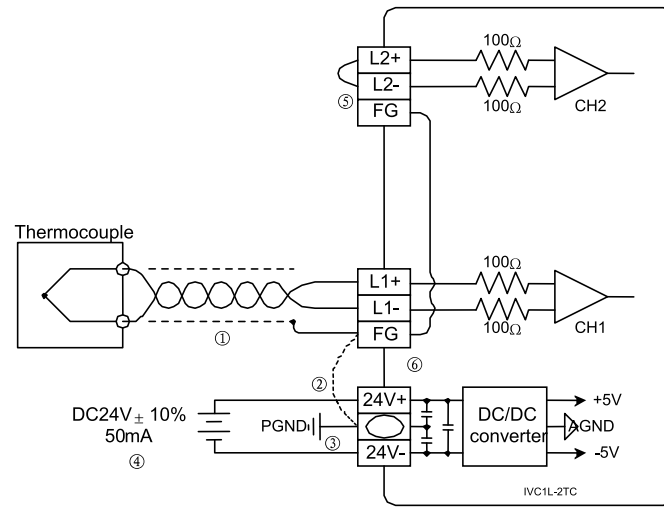 L2+
100Ω
L2-
⑤
100Ω
CH2
FG
Thermocouple
L1+
100Ω
L1-
①
100Ω
CH1
FG
⑥
②
24V+
+5V
DC24V ± 10%
50mA
PGND
③
DC/DC
converter
AGND
④
24V-
-5V
IVC1L-2TC